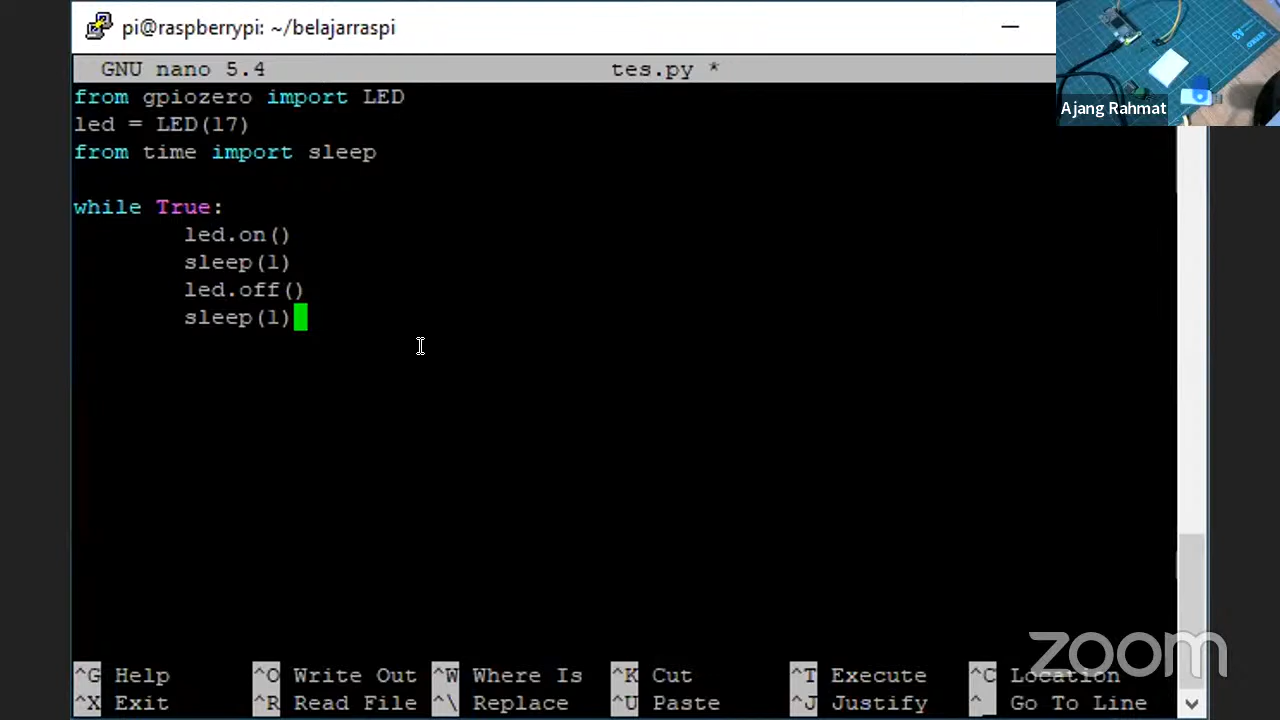 pi@raspberrypi: ~/belajarraspi
GNU nano 5.4 tes.py *
Ajang Rahmat
from gpiozero import LED
led = LED(17)
from time import sleep
while True:
led.on()
sleep(1)
led.off()
sleep(1)
zoom
^G Help ^O Write Out ^W Where Is ^K Cut ^T Execute ^C Location
^X Exit ^R Read File ^\ Replace ^U Paste ^J Justify ^_ Go To Line